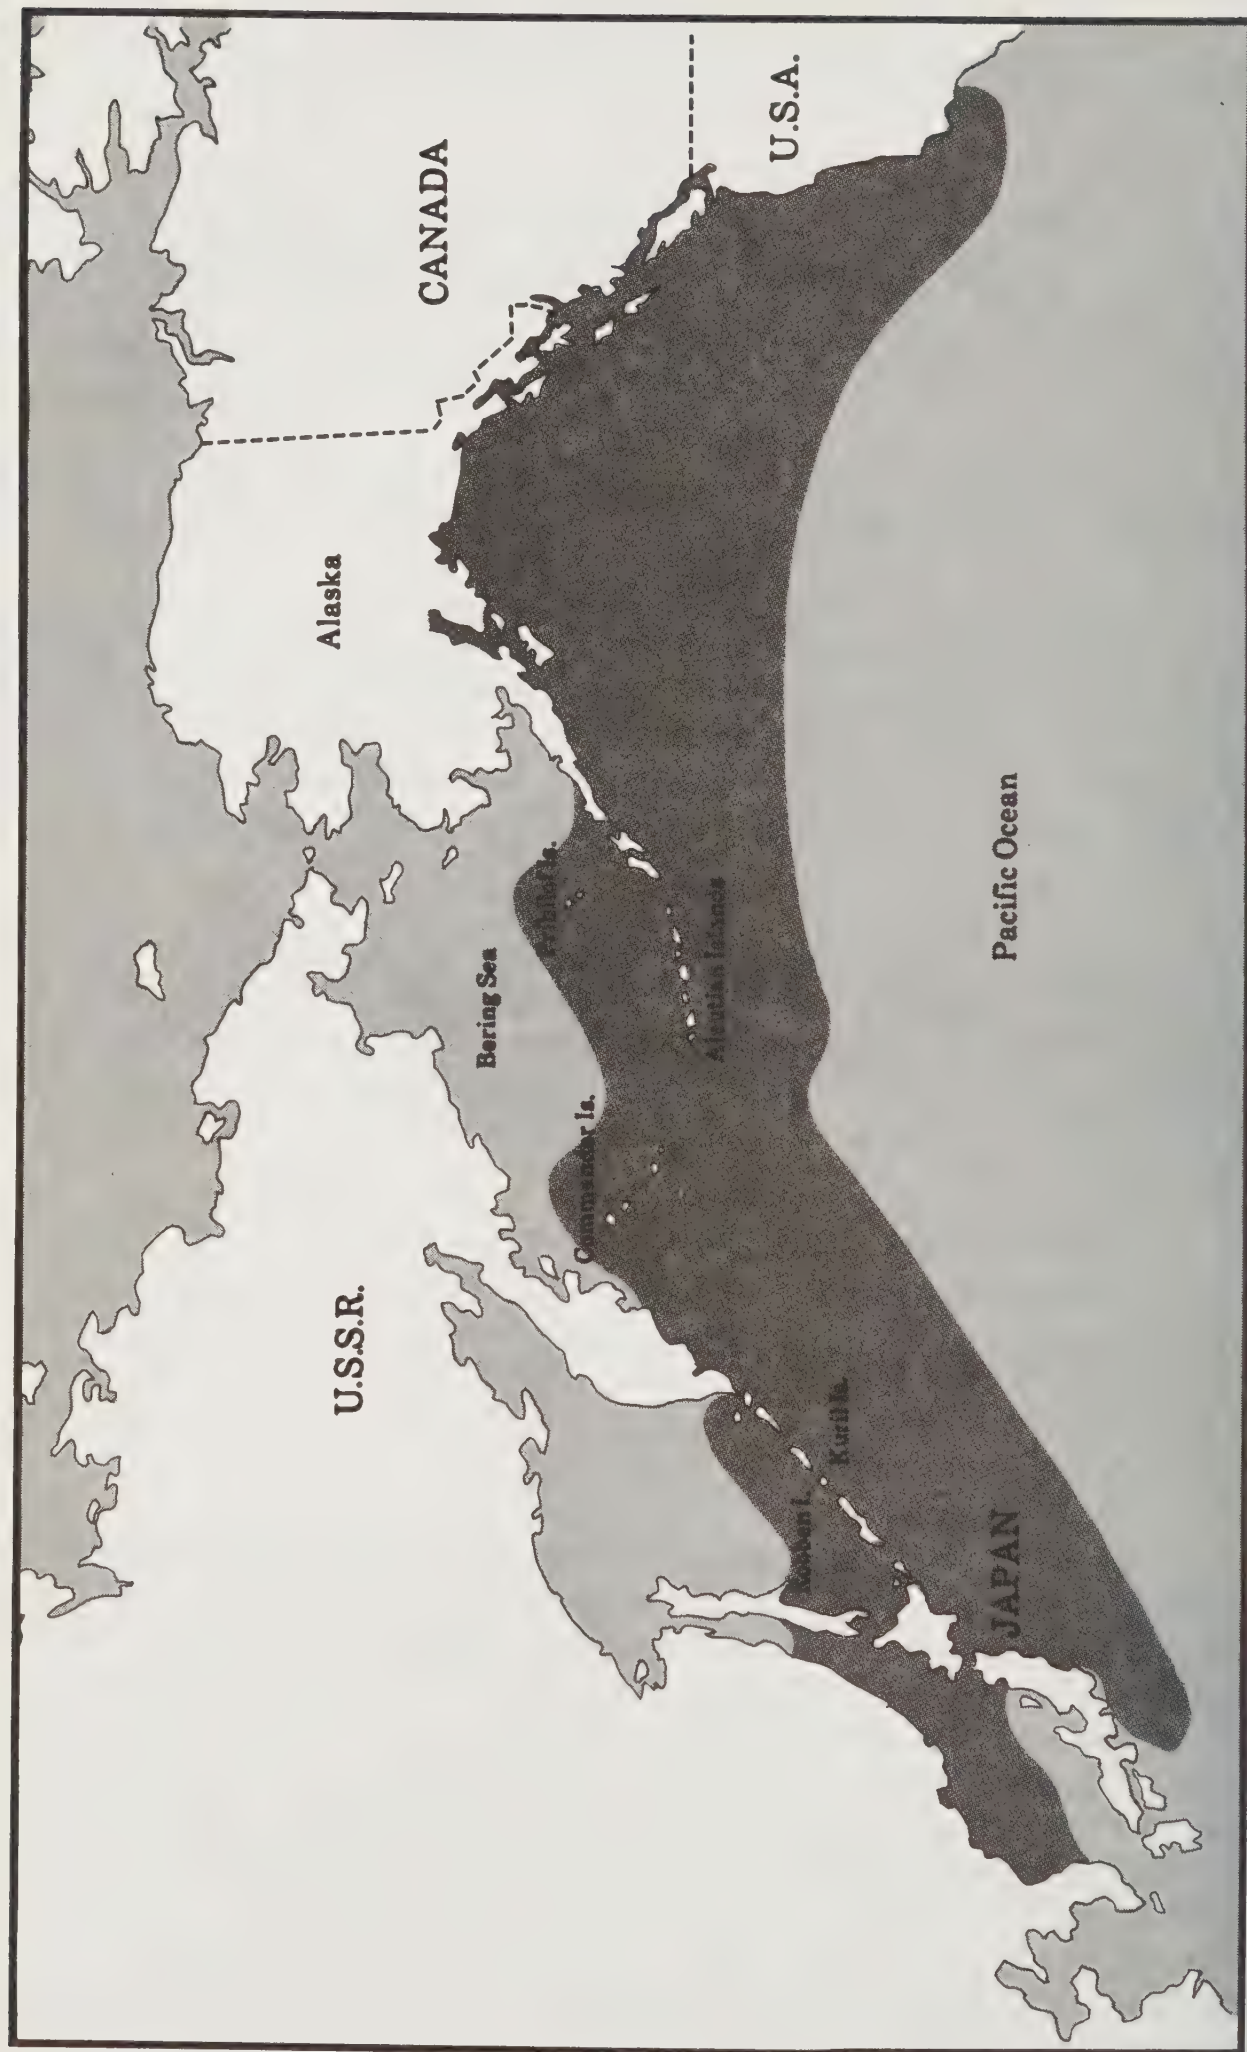 U.S.S.R.
Alaska
CANADA
Bering Sea
Pribilof Is.
Commander Is.
Aleutian Islands
U.S.A.
Robben I.
Kuril Is.
JAPAN
Pacific Ocean